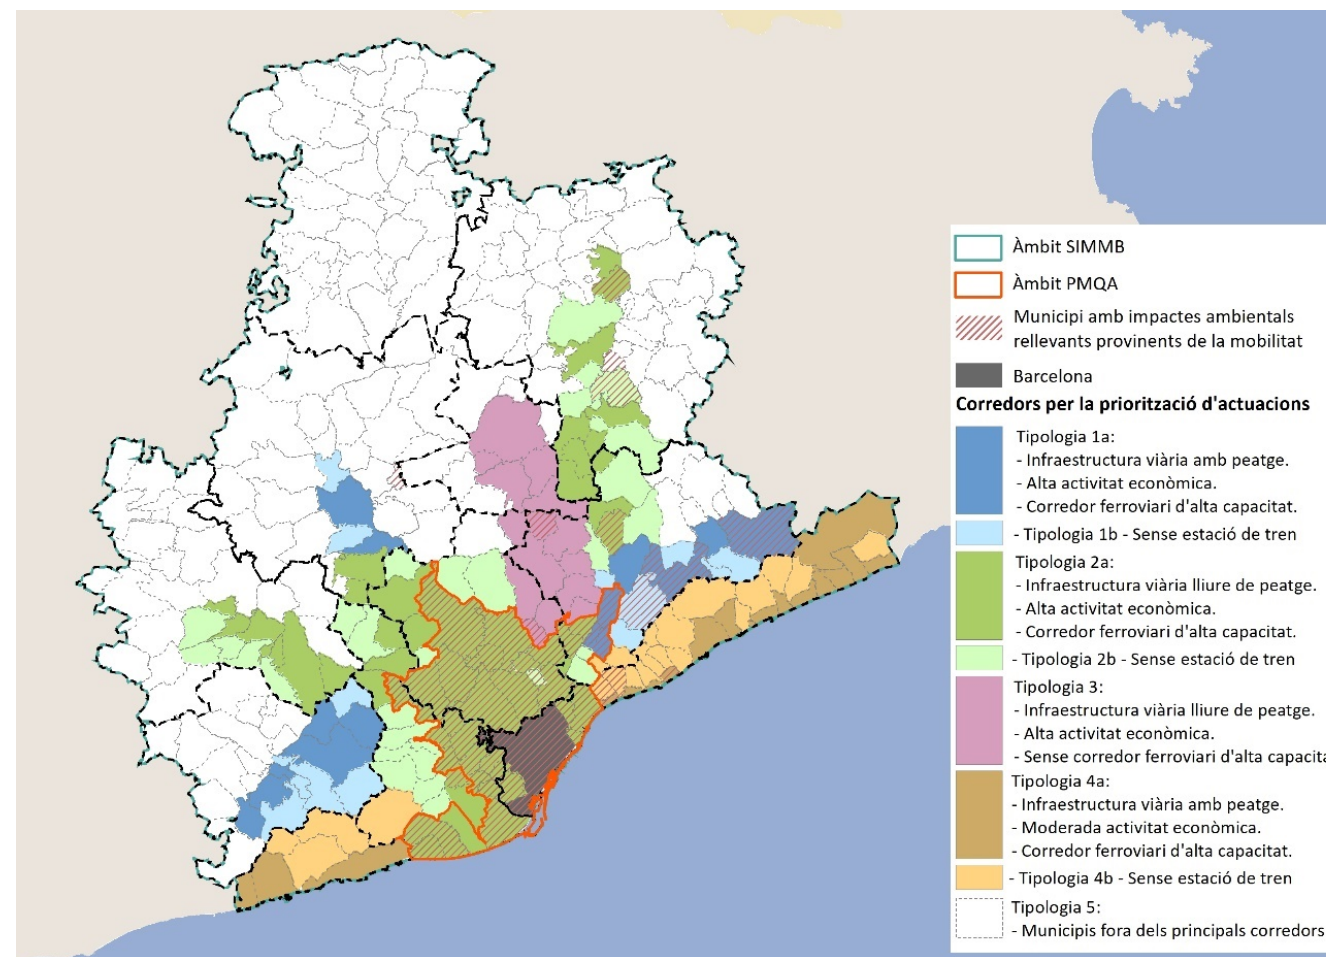 Àmbit SIMMB
Àmbit PMQA
Municipi amb impactes ambientals
rellevants provinents de la mobilitat
Barcelona
Corredors per la priorització d'actuacions
Tipologia 1a:
- Infraestructura viària amb peatge.
- Alta activitat econòmica.
- Corredor ferroviari d'alta capacitat.
- Tipologia 1b - Sense estació de tren
Tipologia 2a:
- Infraestructura viària lliure de peatge.
- Alta activitat econòmica.
- Corredor ferroviari d'alta capacitat.
- Tipologia 2b - Sense estació de tren
Tipologia 3:
- Infraestructura viària lliure de peatge.
- Alta activitat econòmica.
- Sense corredor ferroviari d'alta capacita
Tipologia 4a:
- Infraestructura viària amb peatge.
- Moderada activitat econòmica.
- Corredor ferroviari d'alta capacitat.
- Tipologia 4b - Sense estació de tren
Tipologia 5:
- Municipis fora dels principals corredors